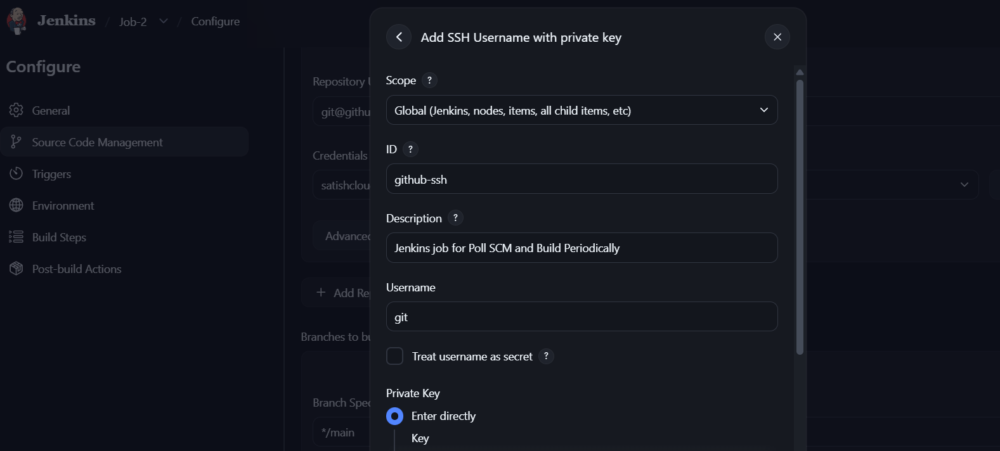 Jenkins / Job-2 / Configure
Configure
General
Source Code Management
Triggers
Environment
Build Steps
Post-build Actions
Repository
git@githu
Credentials
satishclou
Advanced
+ Add Re
Branches to bu
Branch Spec
*/main
Add SSH Username with private key
Scope ?
Global (Jenkins, nodes, items, all child items, etc)
ID ?
github-ssh
Description ?
Jenkins job for Poll SCM and Build Periodically
Username
git
Treat username as secret ?
Private Key
Enter directly
Key